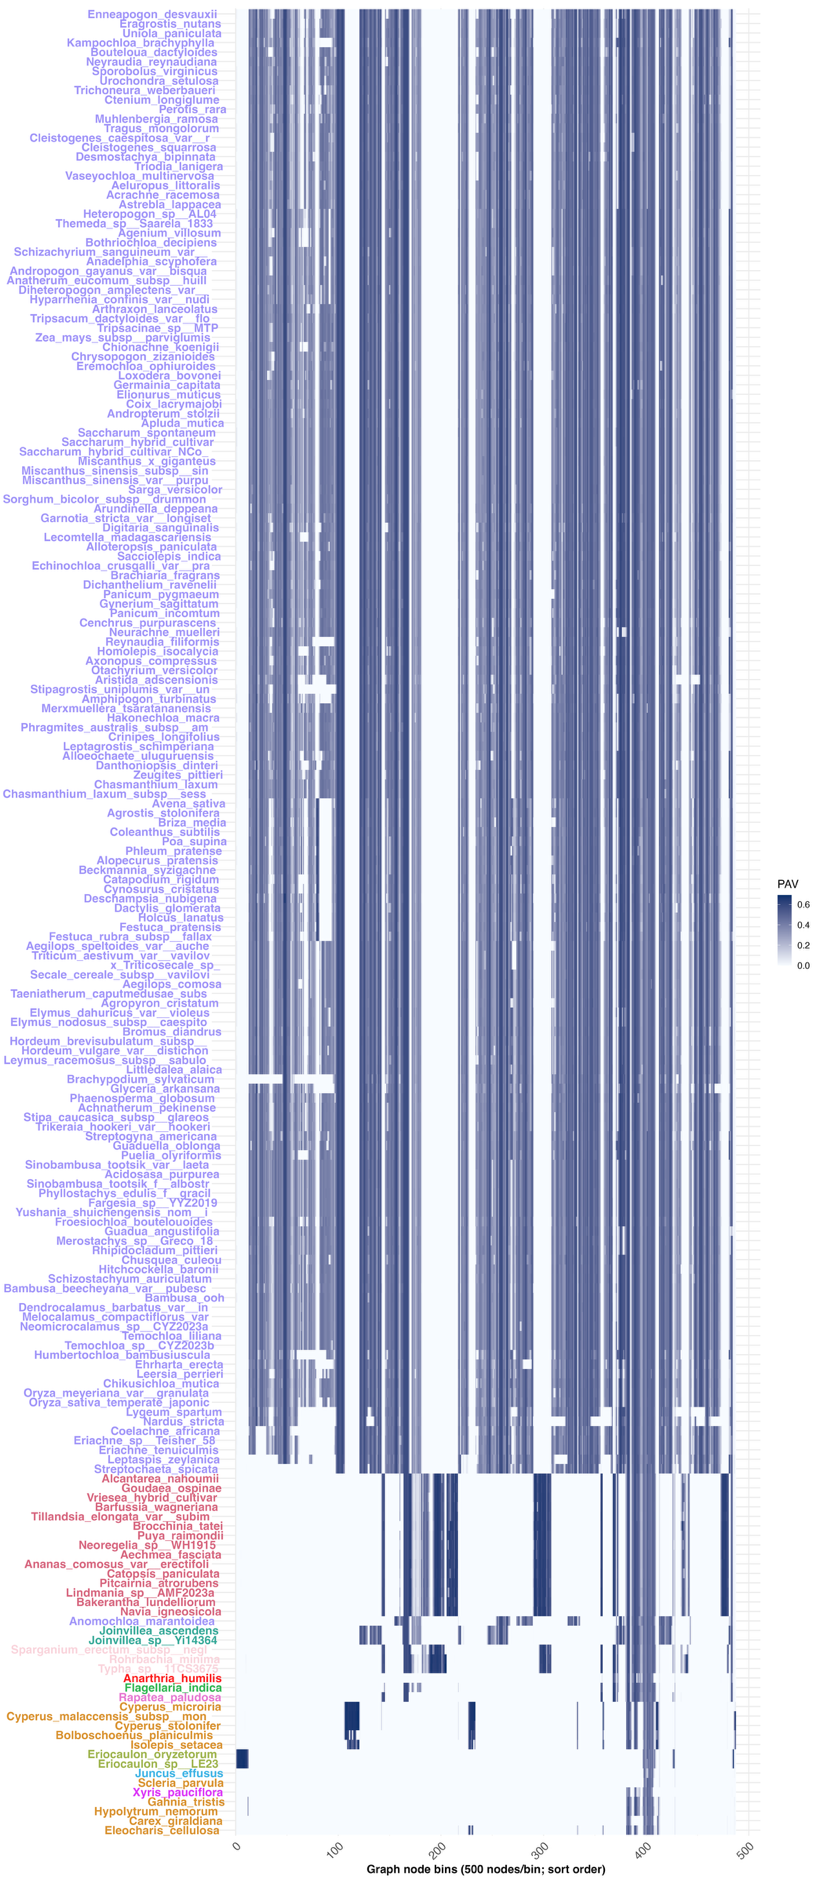 Enneapogon_desvauxii
Eragrostis_nutans
Uniola_paniculata
Kampochloa_brachyphylla
Bouteloua_dactyloides
Neyraudia_reynaudiana
Sporobolus_virginicus
Urochondra_setulosa
Trichoneura_weberbaueri
Ctenium_longiglume
Perotis_rara
Muhlenbergia_ramosa
Tragus_mongolorum
Cleistogenes_caespitosa_var__r
Cleistogenes_squarrosa
Desmostachya_bipinnata
Triodia_lanigera
Vaseyochloa_multinervosa
Aeluropus_littoralis
Acrachne_racemosa
Astrebla_lappacea
Heteropogon_sp__AL04
Themeda_sp__Saarela_1833
Agenium_villosum
Bothriochloa_decipiens
Schizachyrium_sanguineum_var__
Anadelphia_scyphofera
Andropogon_gayanus_var__bisqua
Anatherum_eucomum_subsp__huill
Diheteropogon_amplectens_var__
Hyparrhenia_confinis_var__nudi
Arthraxon_lanceolatus
Tripsacum_dactyloides_var__flo
Tripsacinae_sp__MTP
Zea_mays_subsp__parviglumis
Chionachne_koenigii
Chrysopogon_zizanioides
Eremochloa_ophiuroides
Loxodera_bovonei
Germainia_capitata
Elionurus_muticus
Coix_lacrymajobi
Andropterum_stolzii
Apluda_mutica
Saccharum_spontaneum
Saccharum_hybrid_cultivar
Saccharum_hybrid_cultivar_NCo_
Miscanthus_x_giganteus
Miscanthus_sinensis_subsp__sin
Miscanthus_sinensis_var__purpu
Sarga_versicolor
Sorghum_bicolor_subsp__drummon
Arundinella_deppeana
Garnotia_stricta_var__longiset
Digitaria_sanguinalis
Lecomtella_madagascariensis
Alloteropsis_paniculata
Sacciolepis_indica
Echinochloa_crusgalli_var__pra
Brachiaria_fragrans
Dichanthelium_ravenelii
Panicum_pygmaeum
Gynerium_sagittatum
Panicum_incomtum
Cenchrus_purpurascens
Neurachne_muelleri
Reynaudia_filiformis
Homolepis_isocalycia
Axonopus_compressus
Otachyrium_versicolor
Aristida_adscensionis
Stipagrostis_uniplumis_var__un
Amphipogon_turbinatus
Merxmuellera_tsaratananensis
Hakonechloa_macra
Phragmites_australis_subsp__am
Crinipes_longifolius
Leptagrostis_schimperiana
Alloeochaete_uluguruensis
Danthoniopsis_dinteri
Zeugites_pittieri
Chasmanthium_laxum
Chasmanthium_laxum_subsp__sess
Avena_sativa
Agrostis_stolonifera
Briza_media
Coleanthus_subtilis
Poa_supina
Phleum_pratense
Alopecurus_pratensis
Beckmannia_syzigachne
Catapodium_rigidum
Cynosurus_cristatus
Deschampsia_nubigena
Dactylis_glomerata
Holcus_lanatus
Festuca_pratensis
Festuca_rubra_subsp__fallax
Aegilops_speltoides_var__auche
Triticum_aestivum_var__vavilov
x_Triticosecale_sp_
Secale_cereale_subsp__vavilovi
Aegilops_comosa
Taeniatherum_caputmedusae_subs
Agropyron_cristatum
Elymus_dahuricus_var__violeus
Elymus_nodosus_subsp__caespito
Bromus_diandrus
Hordeum_brevisubulatum_subsp__
Hordeum_vulgare_var__distichon
Leymus_racemosus_subsp__sabulo
Littledalea_alaica
Brachypodium_sylvaticum
Glyceria_arkansana
Phaenosperma_globosum
Achnatherum_pekinense
Stipa_caucasica_subsp__glareos
Trikeraia_hookeri_var__hookeri
Streptogyna_americana
Guaduella_oblonga
Puelia_olyriformis
Sinobambusa_tootsik_var__laeta
Acidosasa_purpurea
Sinobambusa_tootsik_f__albostr
Phyllostachys_edulis_f__gracil
Fargesia_sp__YYZ2019
Yushania_shuichengensis_nom__i
Froesiochloa_boutelouoides
Guadua_angustifolia
Merostachys_sp__Greco_18
Rhipidocladum_pittieri
Chusquea_culeou
Hitchcockella_baronii
Schizostachyum_auriculatum
Bambusa_beecheyana_var__pubesc
Bambusa_ooh
Dendrocalamus_barbatus_var__in
Melocalamus_compactiflorus_var
Neomicrocalamus_sp__CYZ2023a
Temochloa_liliana
Temochloa_sp__CYZ2023b
Humbertochloa_bambusiuscula
Ehrharta_erecta
Leersia_perrieri
Chikusichloa_mutica
Oryza_meyeriana_var__granulata
Oryza_sativa_temperate_japonic
Lygeum_spartum
Nardus_stricta
Coelachne_africana
Eriachne_sp__Teisher_58
Eriachne_tenuiculmis
Leptaspis_zeylanica
Streptochaeta_spicata
Alcantarea_nahoumii
Goudaea_ospinae
Vriesea_hybrid_cultivar
Barfussia_wagneriana
Tillandsia_elongata_var__subim
Brocchinia_tatei
Puya_raimondii
Neoregelia_sp__WH1915
Aechmea_fasciata
Ananas_comosus_var__erectifoli
Catopsis_paniculata
Pitcairnia_atrorubens
Lindmania_sp__AMF2023a
Bakerantha_lundelliorum
Navia_igneosicola
Anomochloa_marantoidea
Joinvillea_ascendens
Joinvillea_sp__Yi14364
Sparganium_erectum_subsp__negl
Rohrbachia_minima
Typha_sp__11CS3675
Anarthria_humilis
Flagellaria_indica
Rapatea_paludosa
Cyperus_microiria
Cyperus_malaccensis_subsp__mon
Cyperus_stolonifer
Bolboschoenus_planiculmis
Isolepis_setacea
Eriocaulon_oryzetorum
Eriocaulon_sp__LE23
Juncus_effusus
Scleria_parvula
Xyris_pauciflora
Gahnia_tristis
Hypolytrum_nemorum
Carex_giraldiana
Eleocharis_cellulosa
0 100 200 300 400 500
Graph node bins (500 nodes/bin; sort order)
PAV
0.6
0.4
0.2
0.0